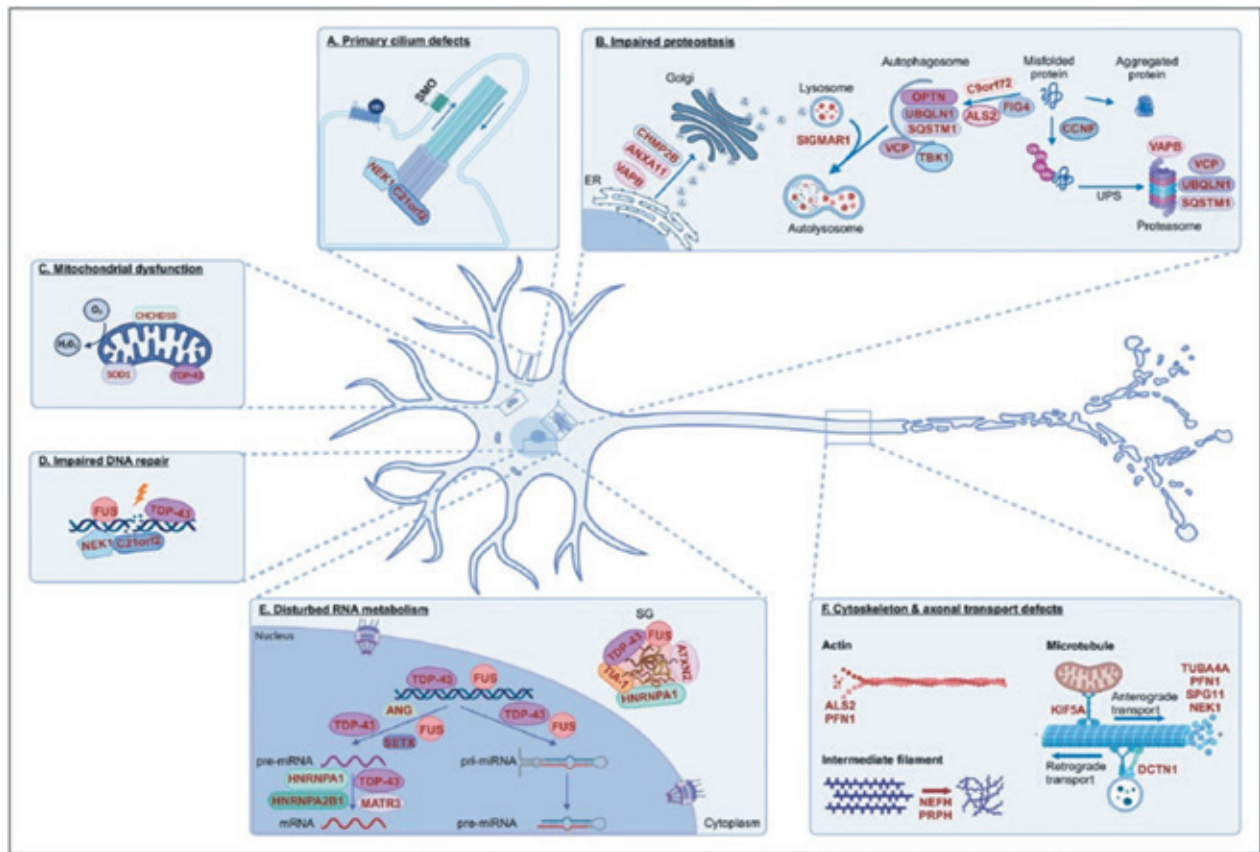 A. Primary cilium defects
SMO
NEK1
C21orf2
B. Impaired proteostasis
Golgi
ER
CHMP2B
ANXA11
VAPB
Lysosome
SIGMAR1
Autolysosome
Autophagosome
OPTN
UBQLN1
SQSTM1
VCP
TBK1
C9orf72
ALS2
FIG4
Misfolded
protein
Aggregated
protein
CCNF
UPS
VAPB
VCP
UBQLN1
SQSTM1
Proteasome
C. Mitochondrial dysfunction
O₂
H₂O₂
CHCHD10
SOD1
TDP-43
D. Impaired DNA repair
FUS
TDP-43
NEK1
C21orf2
E. Disturbed RNA metabolism
Nucleus
SG
TDP-43
FUS
ATXN2
TIA-1
HNRNPA1
TDP-43
FUS
ANG
TDP-43
FUS
SETX
TDP-43
FUS
pre-mRNA
pri-miRNA
HNRNPA1
TDP-43
HNRNPA2B1
MATR3
mRNA
pre-miRNA
Cytoplasm
F. Cytoskeleton & axonal transport defects
Actin
ALS2
PFN1
Intermediate filament
NEFH
PRPH
Microtubule
KIF5A
Anterograde
transport
TUBA4A
PFN1
SPG11
NEK1
Retrograde
transport
DCTN1